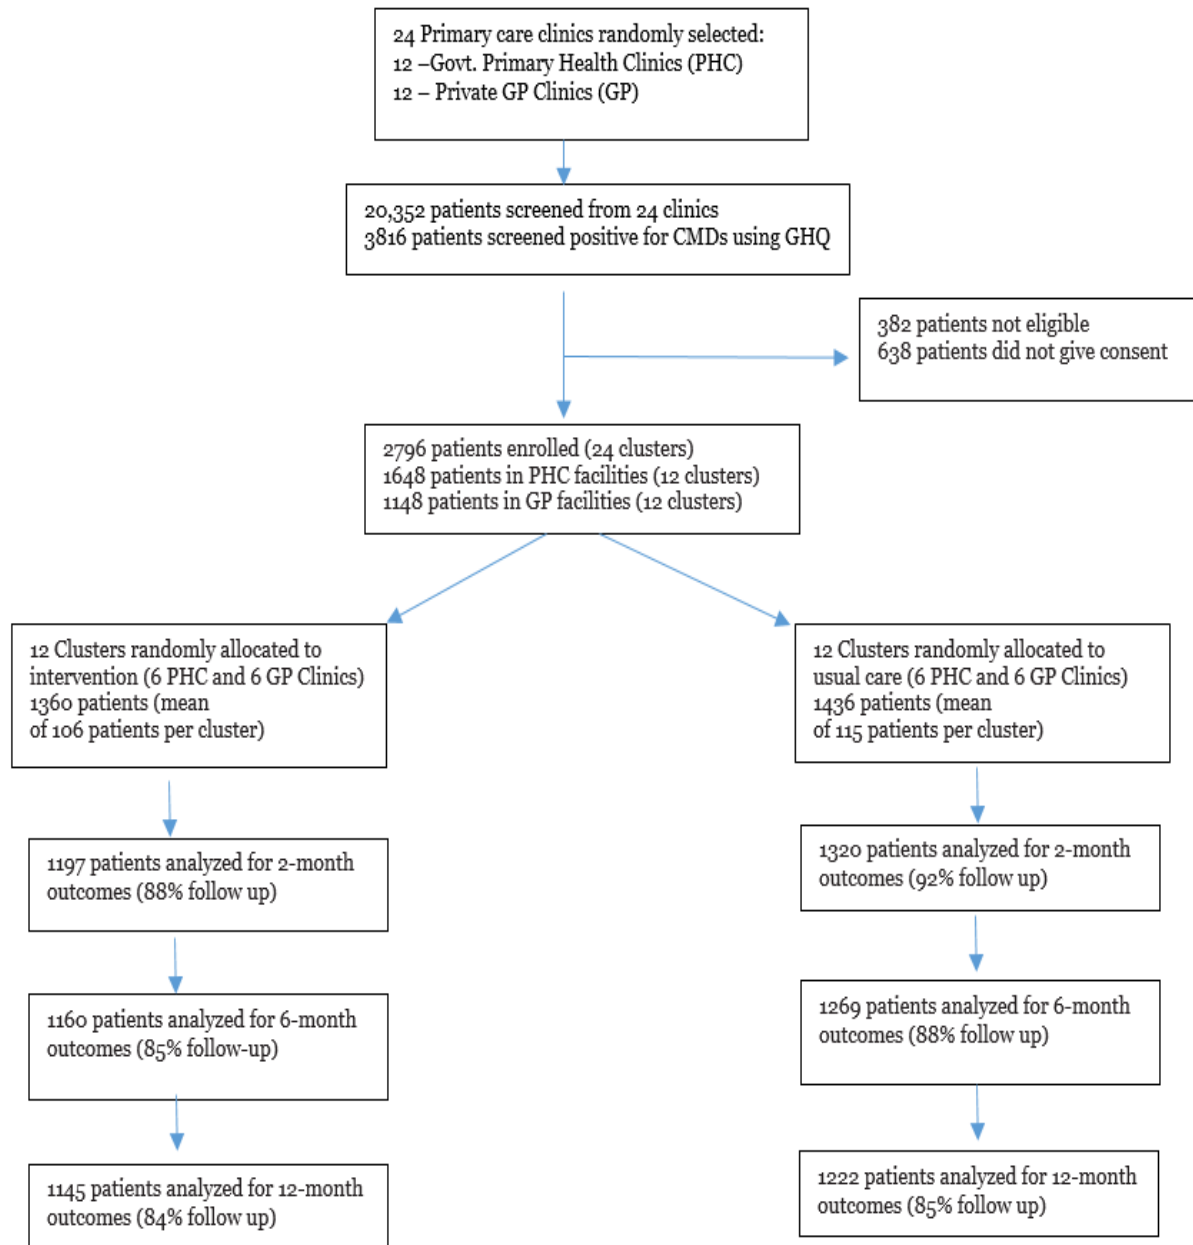 24 Primary care clinics randomly selected:
12 –Govt. Primary Health Clinics (PHC)
12 – Private GP Clinics (GP)
20,352 patients screened from 24 clinics
3816 patients screened positive for CMDs using GHQ
382 patients not eligible
638 patients did not give consent
2796 patients enrolled (24 clusters)
1648 patients in PHC facilities (12 clusters)
1148 patients in GP facilities (12 clusters)
12 Clusters randomly allocated to
intervention (6 PHC and 6 GP Clinics)
1360 patients (mean
of 106 patients per cluster)
12 Clusters randomly allocated to
usual care (6 PHC and 6 GP Clinics)
1436 patients (mean
of 115 patients per cluster)
1197 patients analyzed for 2-month
outcomes (88% follow up)
1320 patients analyzed for 2-month
outcomes (92% follow up)
1160 patients analyzed for 6-month
outcomes (85% follow-up)
1269 patients analyzed for 6-month
outcomes (88% follow up)
1145 patients analyzed for 12-month
outcomes (84% follow up)
1222 patients analyzed for 12-month
outcomes (85% follow up)